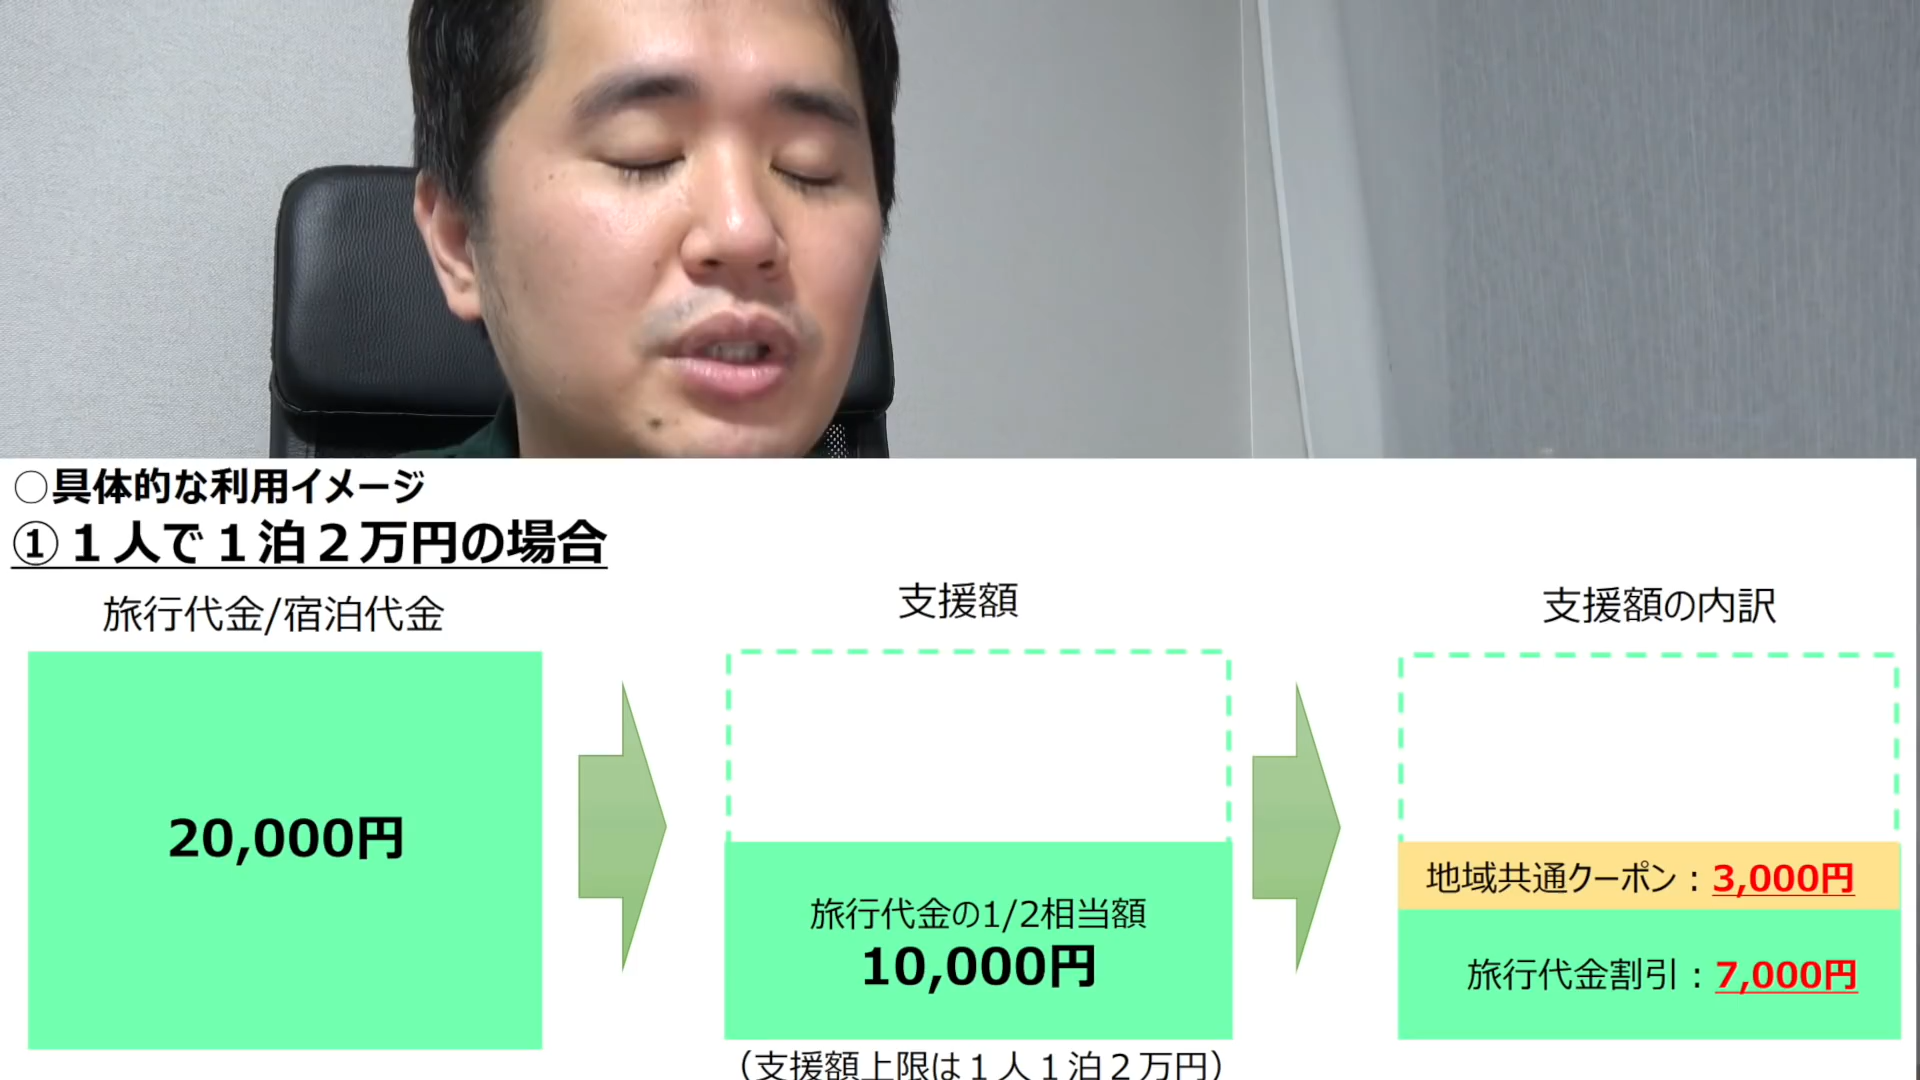 ○具体的な利用イメージ
①1人で1泊2万円の場合
旅行代金/宿泊代金
支援額
支援額の内訳
20,000円
旅行代金の1/2相当額
10,000円
(支援額上限は1人1泊2万円)
地域共通クーポン:3,000円
旅行代金割引:7,000円